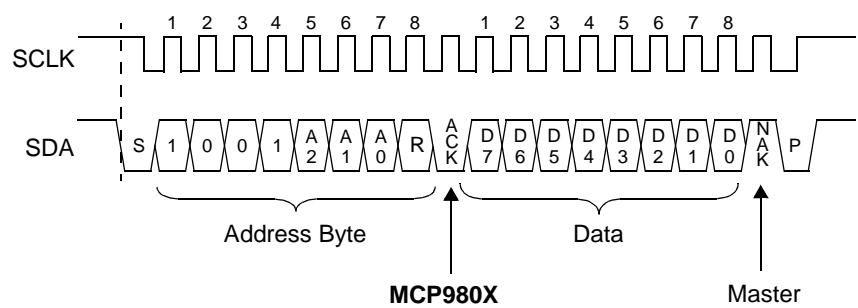 1 2 3 4 5 6 7 8 1 2 3 4 5 6 7 8
SCLK
SDA S 1 0 0 1 A2 A1 A0 R ACK D7 D6 D5 D4 D3 D2 D1 D0 NAK P
Address Byte Data
MCP980X Master